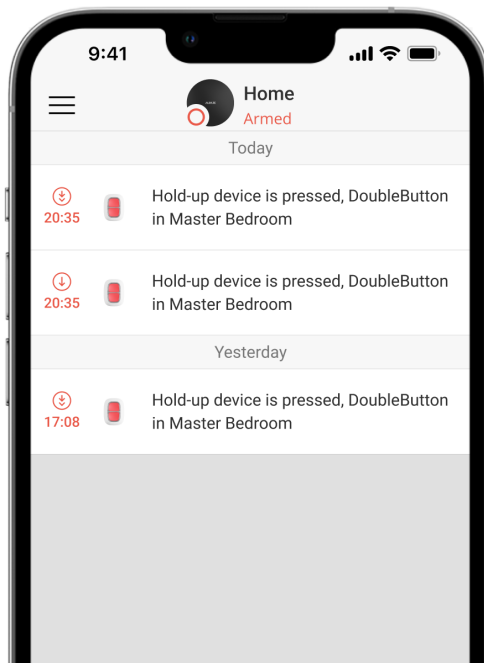 9:41
Home
Armed
Today
Hold-up device is pressed, DoubleButton
20:35
in Master Bedroom
Hold-up device is pressed, DoubleButton
20:35
in Master Bedroom
Yesterday
Hold-up device is pressed, DoubleButton
17:08
in Master Bedroom